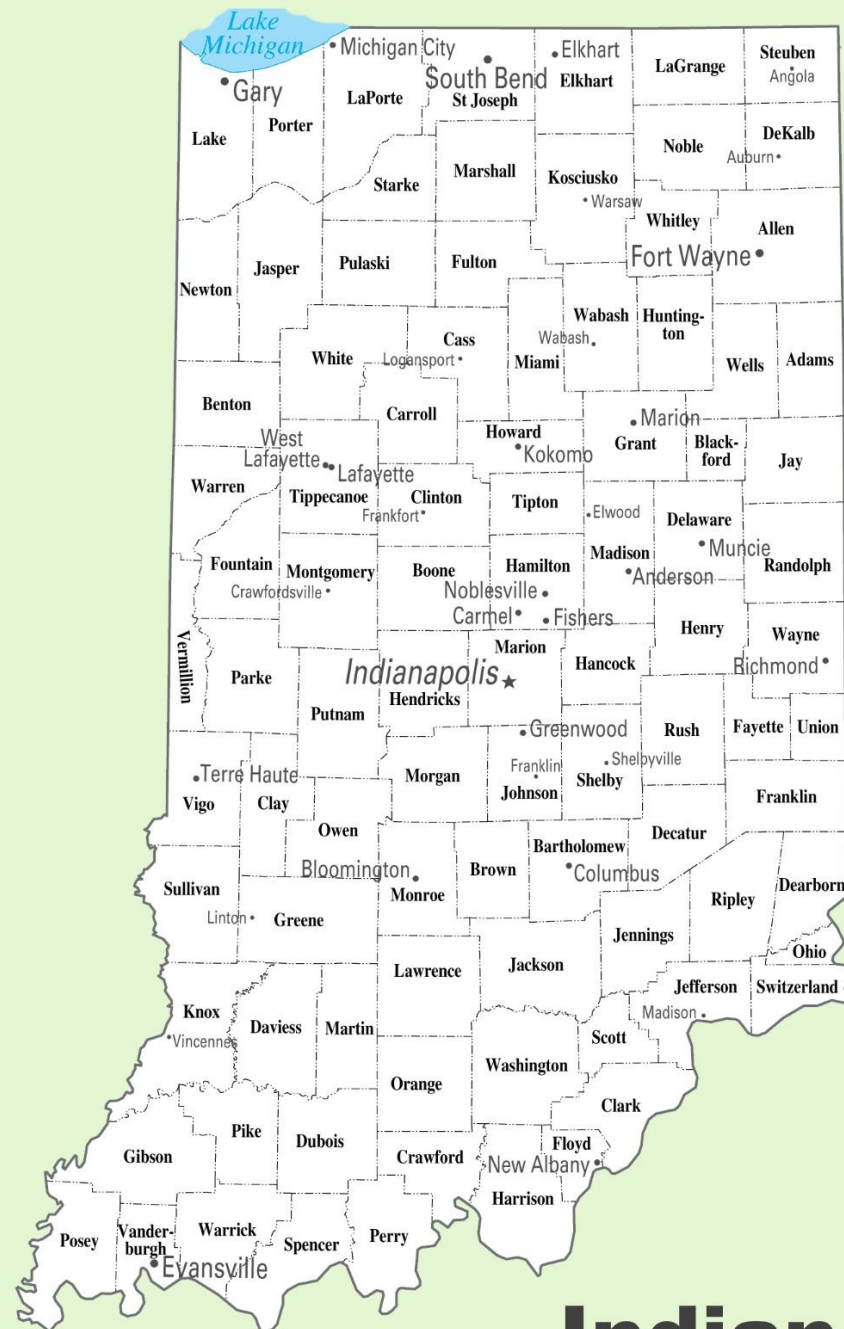 Lake
Michigan
Michigan City
South Bend
Elkhart
LaGrange
Steuben
Angola
Gary
LaPorte
St Joseph
Elkhart
Lake
Porter
Noble
DeKalb
Auburn
Starke
Marshall
Kosciusko
Warsaw
Whitley
Allen
Fort Wayne
Newton
Jasper
Pulaski
Fulton
Wabash
Hunting-
ton
White
Cass
Logansport
Miami
Wabash
Wells
Adams
Benton
Carroll
Howard
Kokomo
Marion
Grant
Black-
ford
Jay
West
Lafayette
Lafayette
Warren
Tippecanoe
Clinton
Frankfort
Tipton
Elwood
Delaware
Muncie
Randolph
Fountain
Montgomery
Crawfordsville
Boone
Hamilton
Noblesville
Carmel
Fishers
Madison
Anderson
Henry
Wayne
Richmond
Vermillion
Parke
Putnam
Indianapolis
Hendricks
Marion
Hancock
Rush
Fayette
Union
Greenwood
Franklin
Johnson
Shelbyville
Shelby
Terre Haute
Vigo
Clay
Morgan
Franklin
Owen
Bloomington
Monroe
Brown
Bartholomew
Columbus
Decatur
Sullivan
Linton
Greene
Jennings
Ripley
Dearborn
Ohio
Lawrence
Jackson
Jefferson
Madison
Switzerland
Knox
Vincennes
Daviess
Martin
Scott
Orange
Washington
Clark
Gibson
Pike
Dubois
Crawford
Floyd
New Albany
Harrison
Posey
Vander-
burgh
Evansville
Warrick
Spencer
Perry
Indian